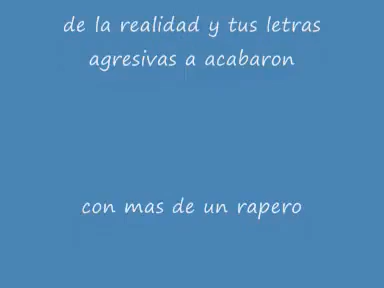 de la realidad y tus letras
agresivas a acabaron
con mas de un rapero